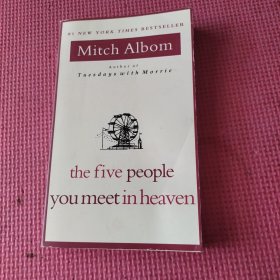 #1 NEW YORK TIMES BESTSELLER
Mitch Albom
Author of
Tuesdays with Morrie
the five people
you meet in heaven